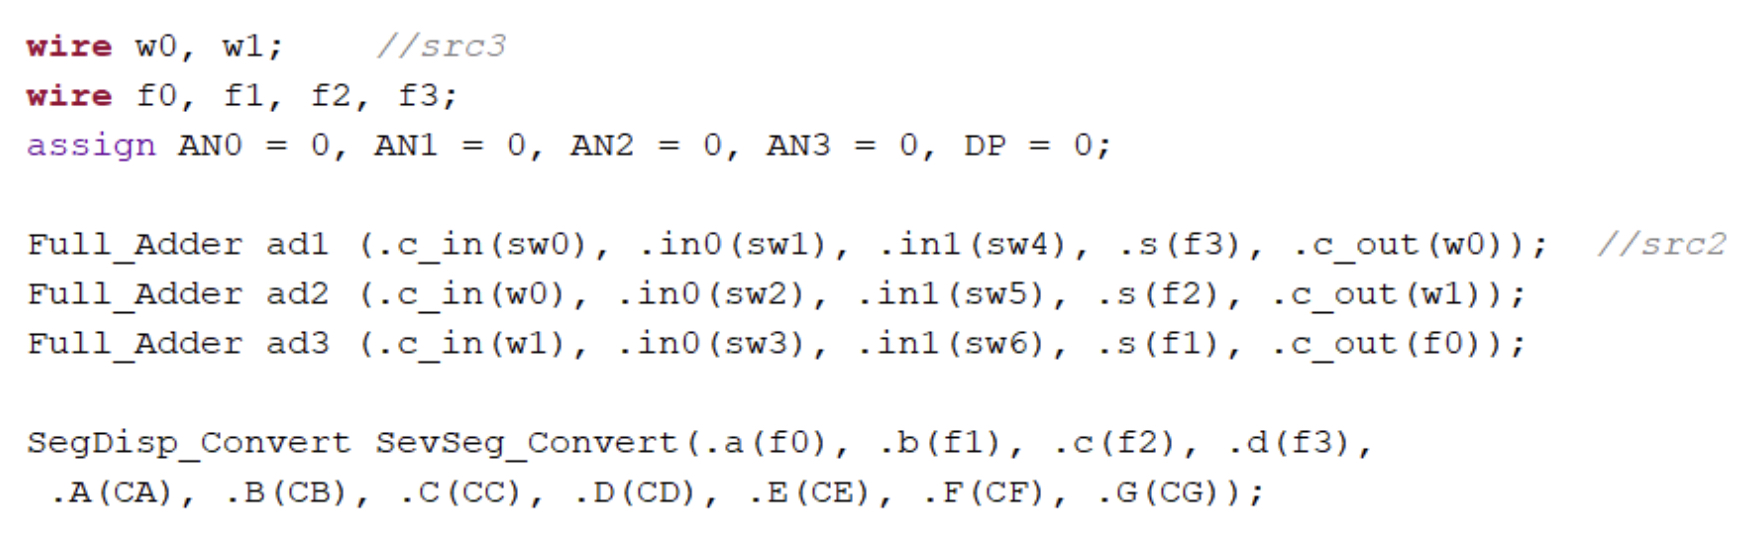 wire w0, w1;    //src3
wire f0, f1, f2, f3;
assign AN0 = 0, AN1 = 0, AN2 = 0, AN3 = 0, DP = 0;
Full_Adder ad1 (.c_in(sw0), .in0(sw1), .in1(sw4), .s(f3), .c_out(w0));  //src2
Full_Adder ad2 (.c_in(w0), .in0(sw2), .in1(sw5), .s(f2), .c_out(w1));
Full_Adder ad3 (.c_in(w1), .in0(sw3), .in1(sw6), .s(f1), .c_out(f0));
SegDisp_Convert SevSeg_Convert(.a(f0), .b(f1), .c(f2), .d(f3),
.A(CA), .B(CB), .C(CC), .D(CD), .E(CE), .F(CF), .G(CG));